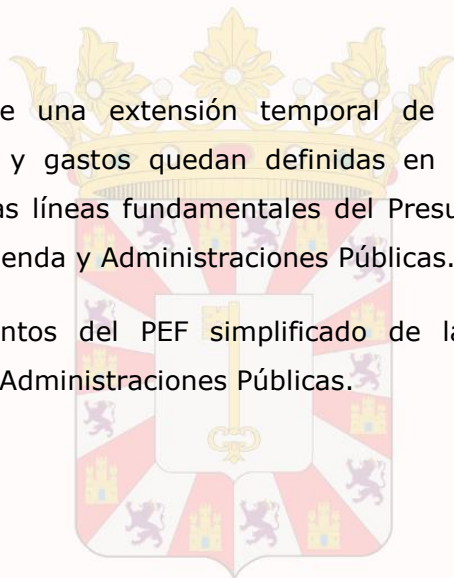 e una extensión temporal de
y gastos quedan definidas en
as líneas fundamentales del Presu
enda y Administraciones Públicas.
ntos del PEF simplificado de la
Administraciones Públicas.